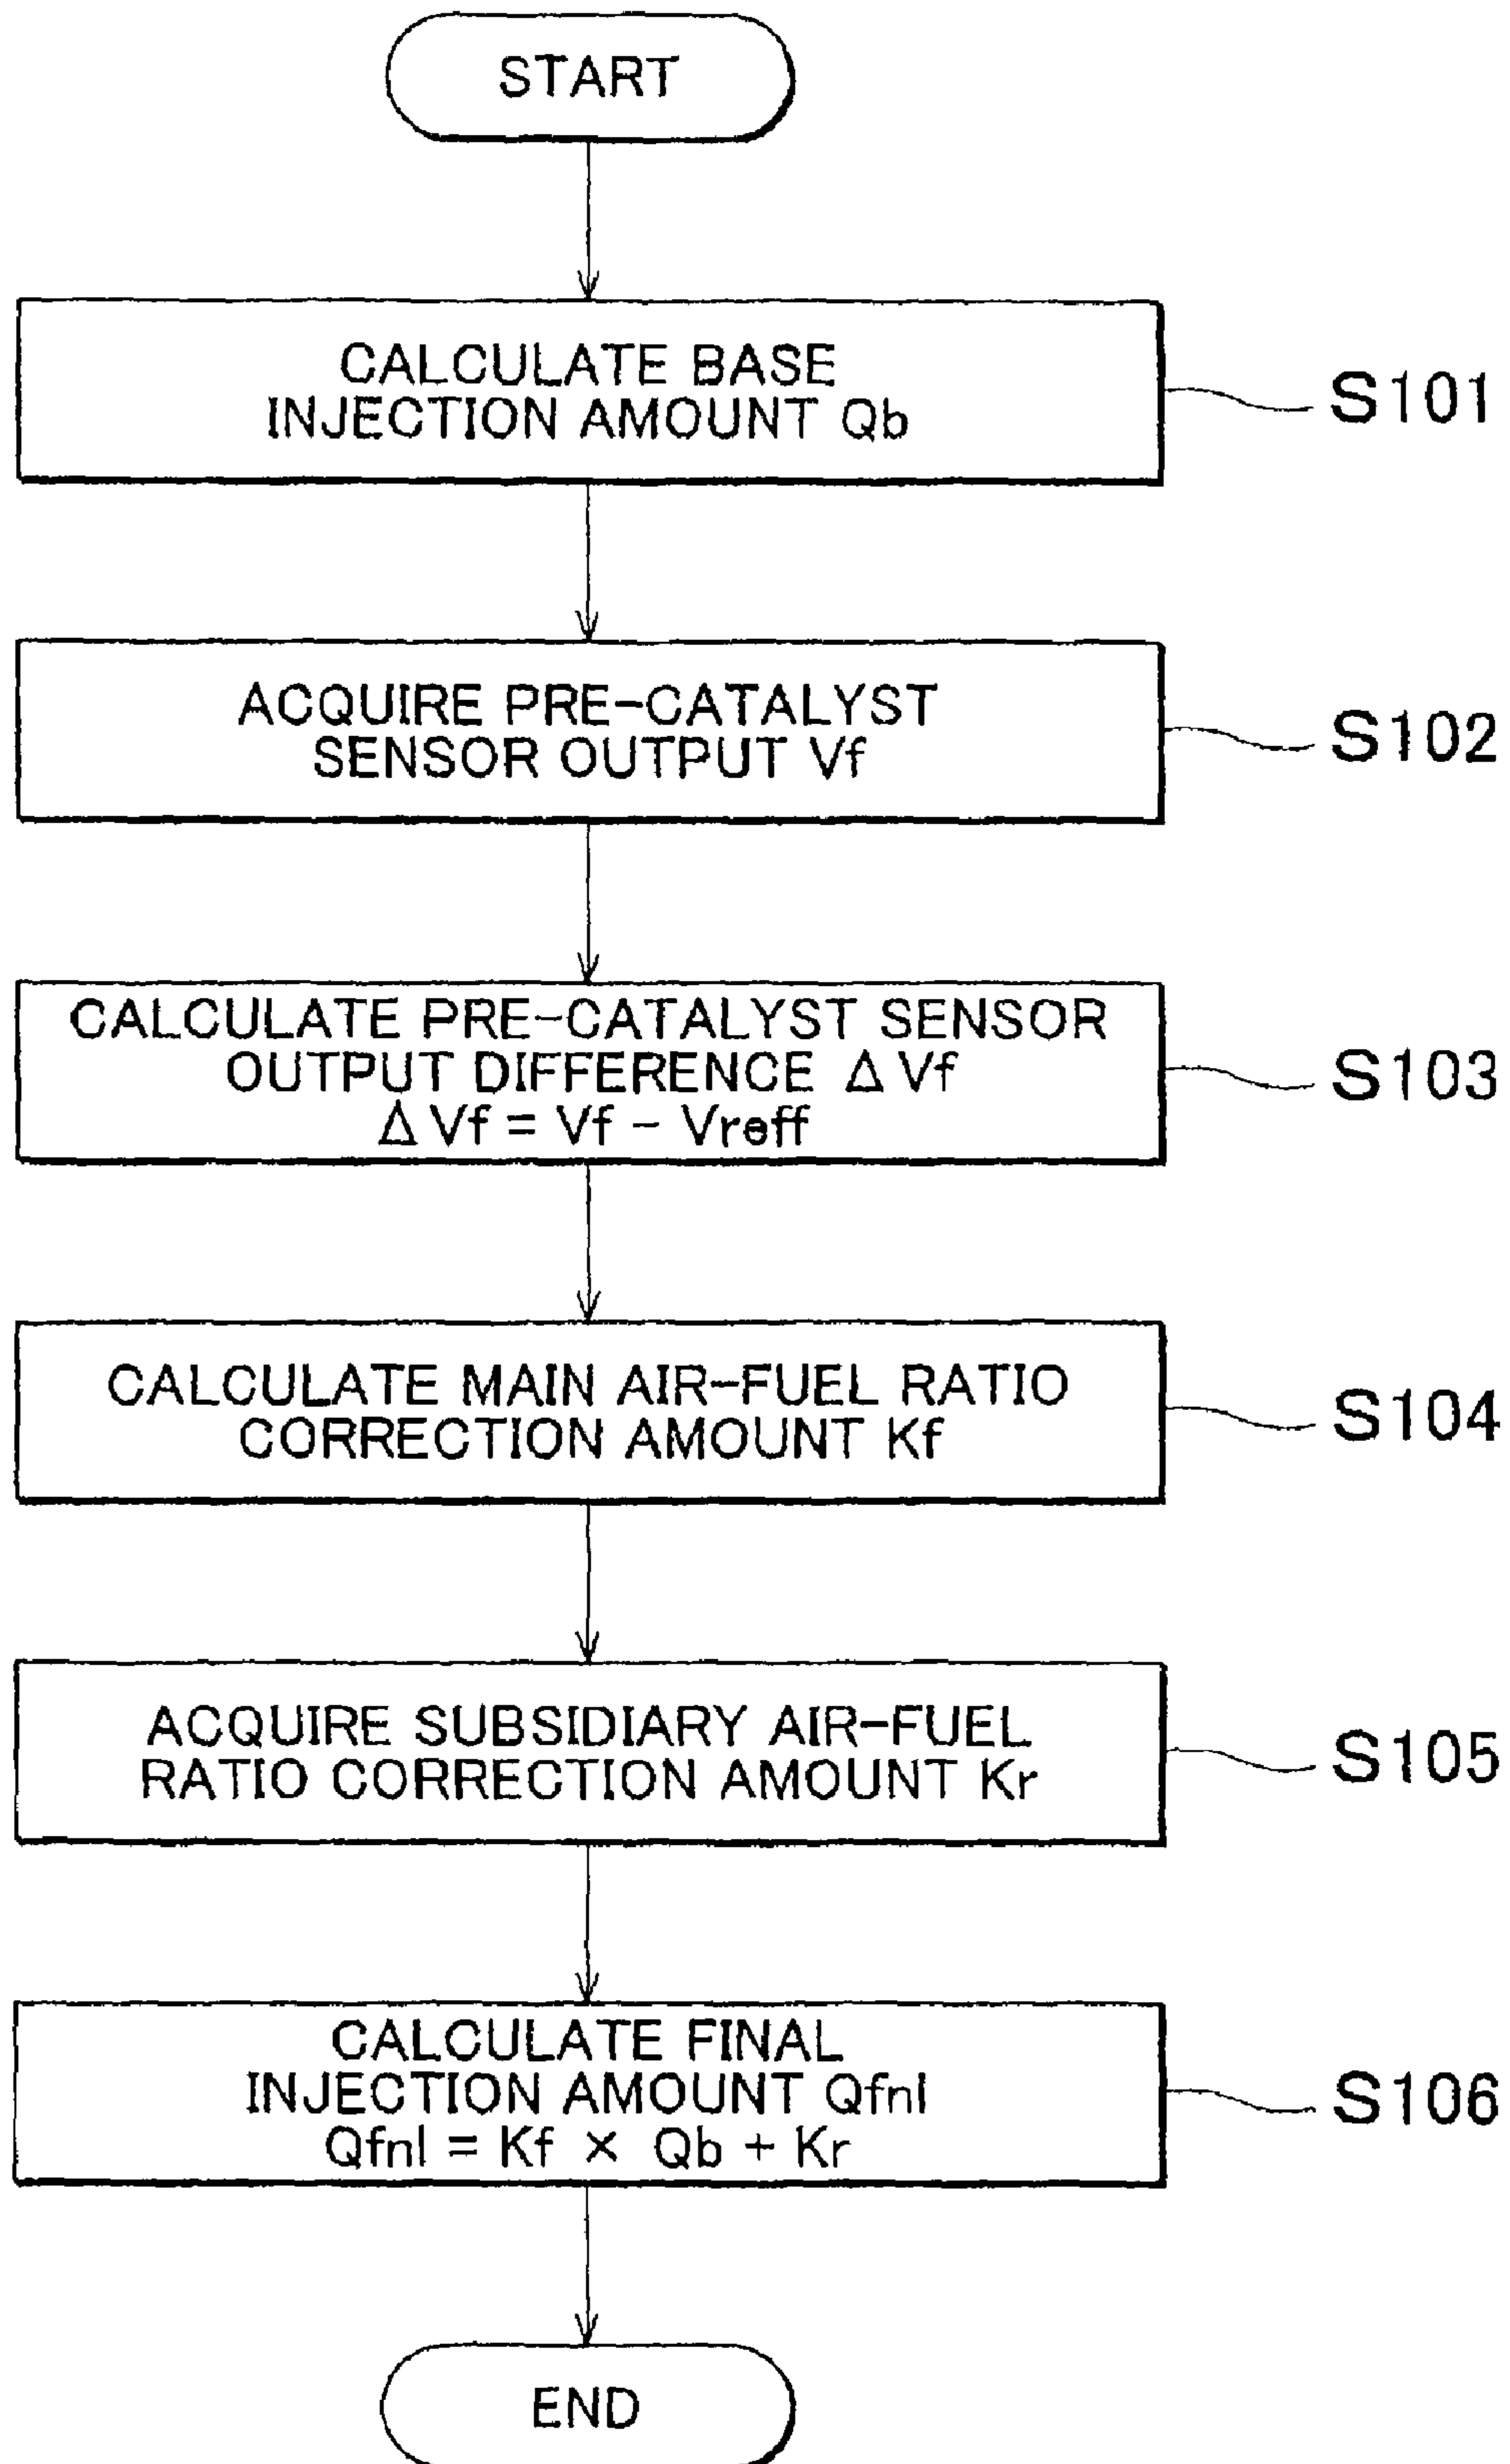 START
CALCULATE BASE
INJECTION AMOUNT Qb
S101
ACQUIRE PRE-CATALYST
SENSOR OUTPUT Vf
S102
CALCULATE PRE-CATALYST SENSOR
OUTPUT DIFFERENCE Δ Vf
Δ Vf = Vf - Vreff
S103
CALCULATE MAIN AIR-FUEL RATIO
CORRECTION AMOUNT Kf
S104
ACQUIRE SUBSIDIARY AIR-FUEL
RATIO CORRECTION AMOUNT Kr
S105
CALCULATE FINAL
INJECTION AMOUNT Qfnl
Qfnl = Kf × Qb + Kr
S106
END